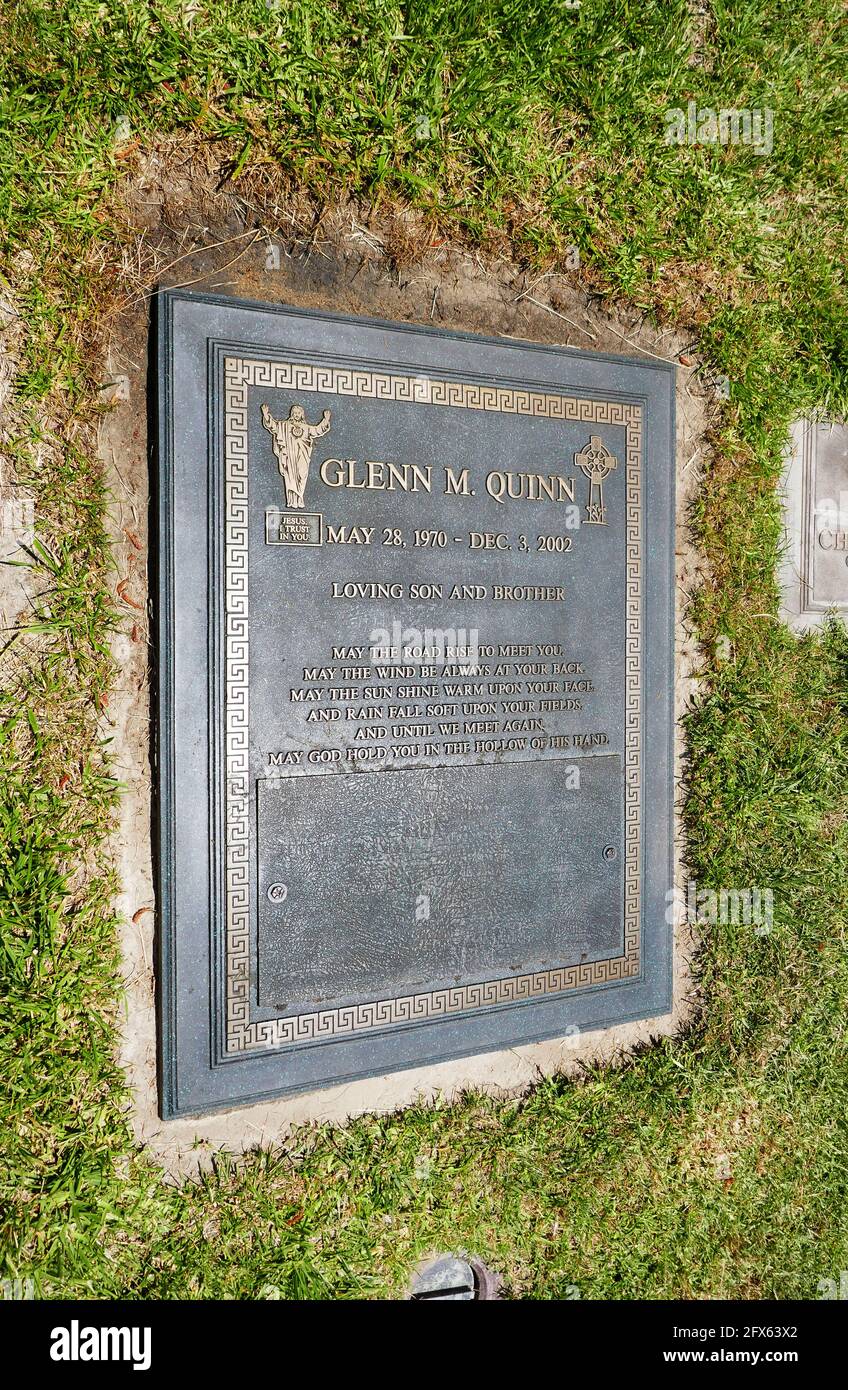 GLENN M. QUINN
JESUS,
I TRUST
IN YOU
MAY 28, 1970 - DEC. 3, 2002
LOVING SON AND BROTHER
MAY THE ROAD RISE TO MEET YOU.
MAY THE WIND BE ALWAYS AT YOUR BACK.
MAY THE SUN SHINE WARM UPON YOUR FACE.
AND RAIN FALL SOFT UPON YOUR FIELDS.
AND UNTIL WE MEET AGAIN,
MAY GOD HOLD YOU IN THE HOLLOW OF HIS HAND.
alamy
alamy
Image ID: 2FX63X2
www.alamy.com